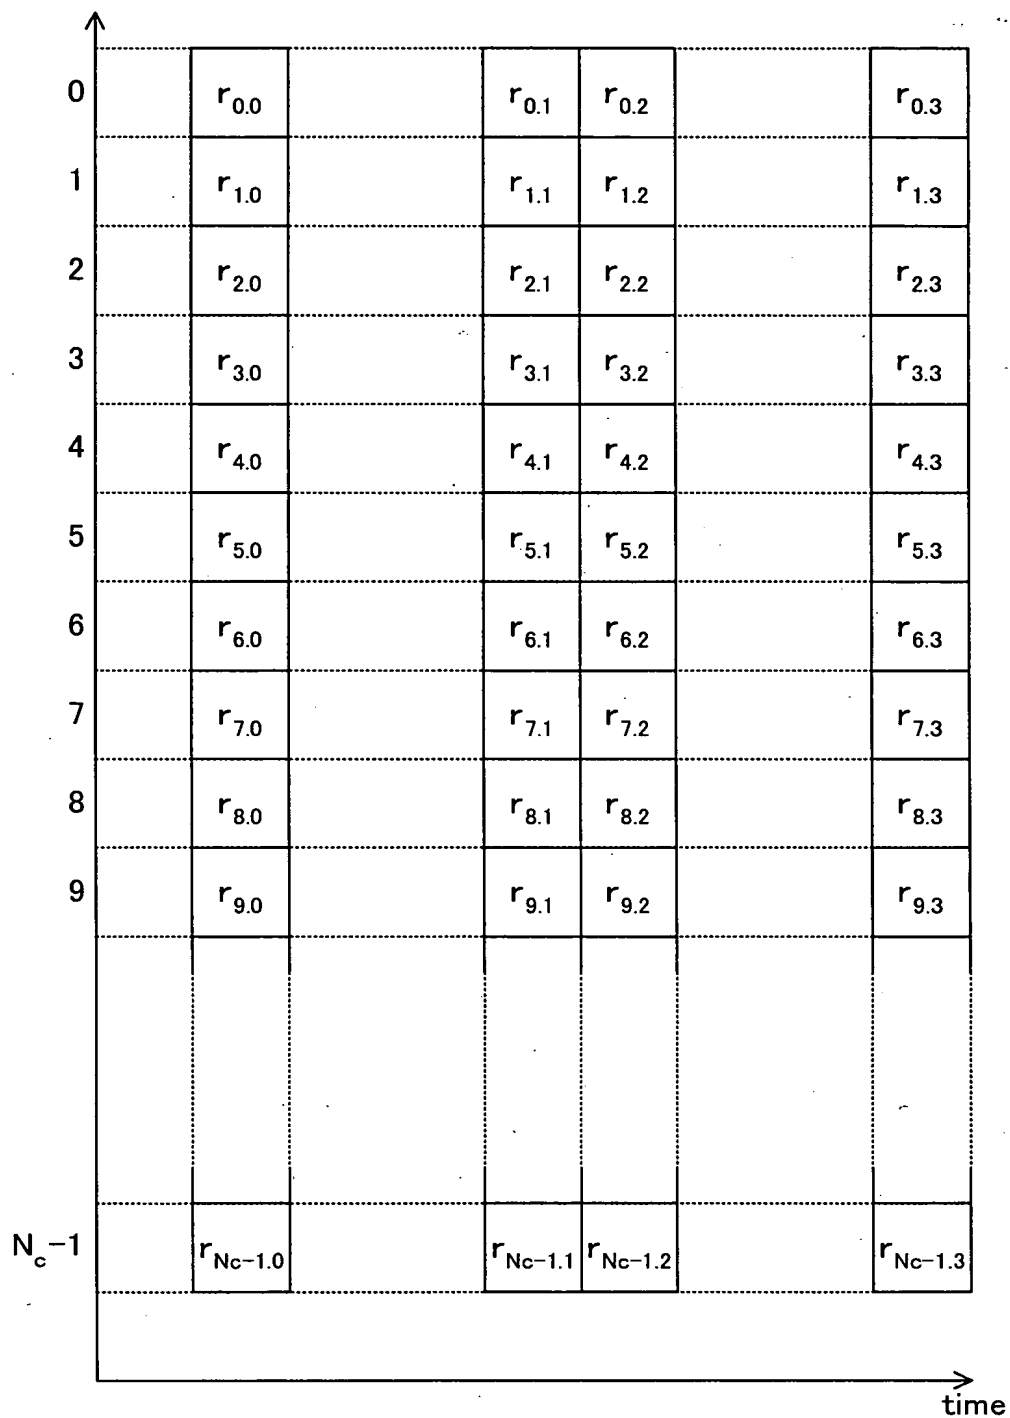 0 r0.0 r0.1 r0.2 r0.3
1 r1.0 r1.1 r1.2 r1.3
2 r2.0 r2.1 r2.2 r2.3
3 r3.0 r3.1 r3.2 r3.3
4 r4.0 r4.1 r4.2 r4.3
5 r5.0 r5.1 r5.2 r5.3
6 r6.0 r6.1 r6.2 r6.3
7 r7.0 r7.1 r7.2 r7.3
8 r8.0 r8.1 r8.2 r8.3
9 r9.0 r9.1 r9.2 r9.3
Nc-1 rNc-1.0 rNc-1.1 rNc-1.2 rNc-1.3
time